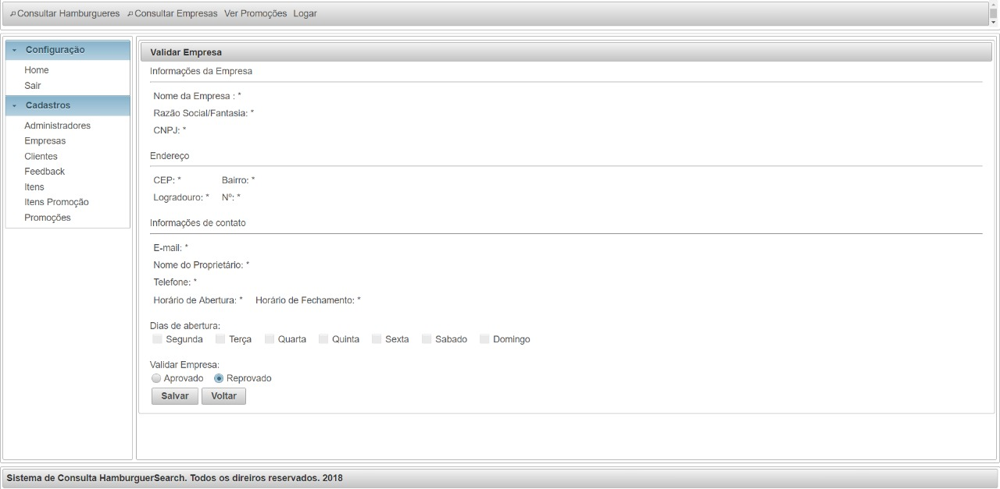 Consultar Hamburgueres Consultar Empresas Ver Promoções Logar
Configuração
Home
Sair
Cadastros
Administradores
Empresas
Clientes
Feedback
Itens
Itens Promoção
Promoções
Validar Empresa
Informações da Empresa
Nome da Empresa : *
Razão Social/Fantasia: *
CNPJ: *
Endereço
CEP: * Bairro: *
Logradouro: * Nº: *
Informações de contato
E-mail: *
Nome do Proprietário: *
Telefone: *
Horário de Abertura: * Horário de Fechamento: *
Dias de abertura:
Segunda Terça Quarta Quinta Sexta Sabado Domingo
Validar Empresa:
Aprovado Reprovado
Salvar Voltar
Sistema de Consulta HamburguerSearch. Todos os direiros reservados. 2018